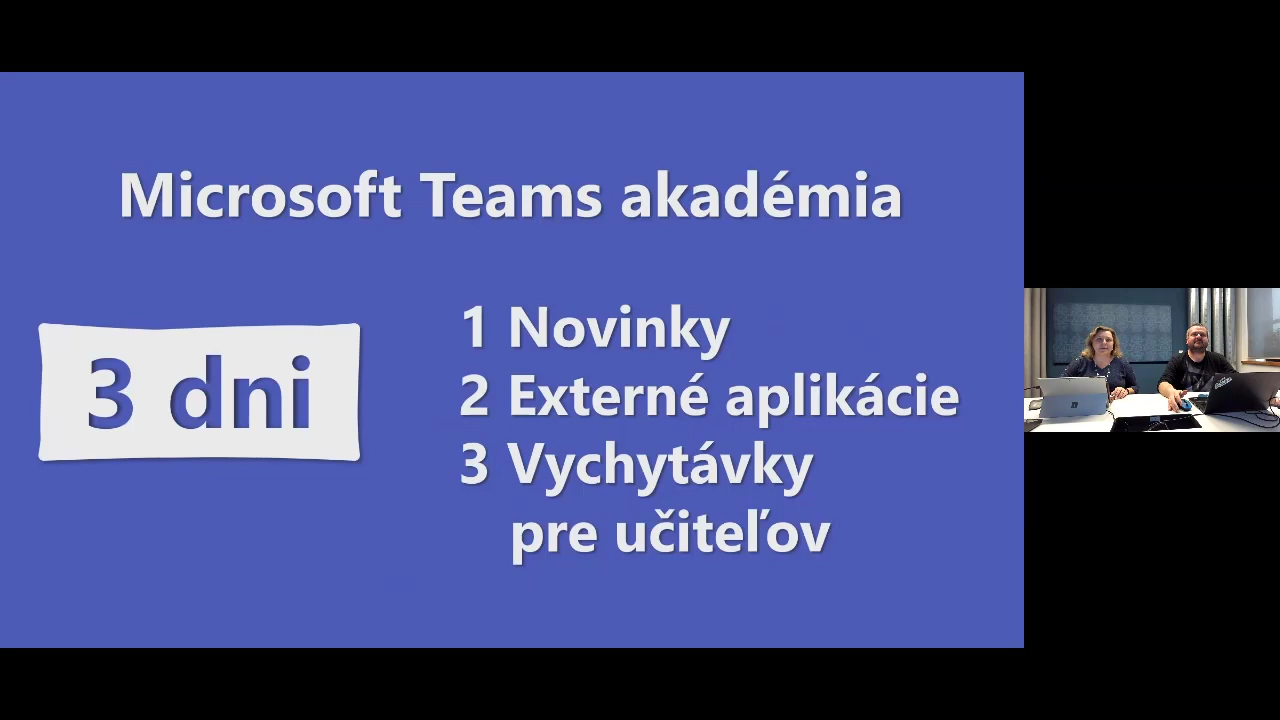 Microsoft Teams akadémia
3 dni
1 Novinky
2 Externé aplikácie
3 Vychytávky
pre učiteľov